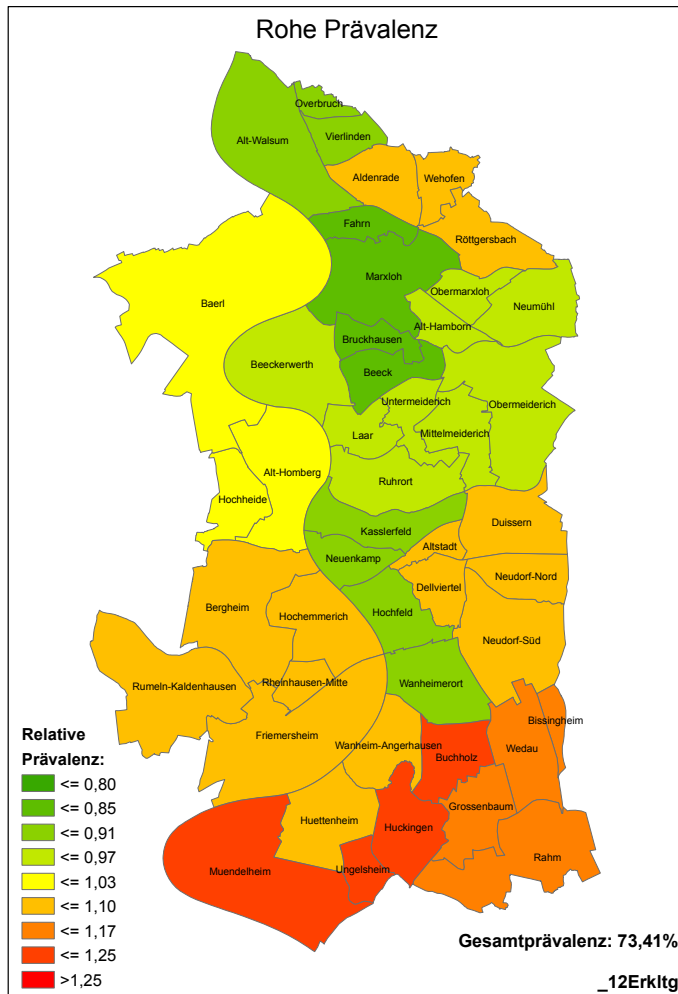 Rohe Prävalenz
Overbruch
Alt-Walsum
Vierlinden
Aldenrade
Wehofen
Fahrn
Röttgersbach
Marxloh
Baerl
Obermarxloh
Neumühl
Alt-Hamborn
Bruckhausen
Beeckerwerth
Beeck
Untermeiderich
Obermeiderich
Laar
Mittelmeiderich
Alt-Homberg
Ruhrort
Hochheide
Duissern
Kasslerfeld
Altstadt
Neuenkamp
Neudorf-Nord
Dellviertel
Bergheim
Hochemmerich
Hochfeld
Neudorf-Süd
Rumeln-Kaldenhausen
Rheinhausen-Mitte
Wanheimerort
Bissingheim
Friemersheim
Wanheim-Angerhausen
Wedau
Buchholz
Grossenbaum
Huettenheim
Huckingen
Rahm
Muendelheim
Ungelsheim
Relative
Prävalenz:
<= 0,80
<= 0,85
<= 0,91
<= 0,97
<= 1,03
<= 1,10
<= 1,17
<= 1,25
>1,25
Gesamtprävalenz: 73,41%
_12Erkltg